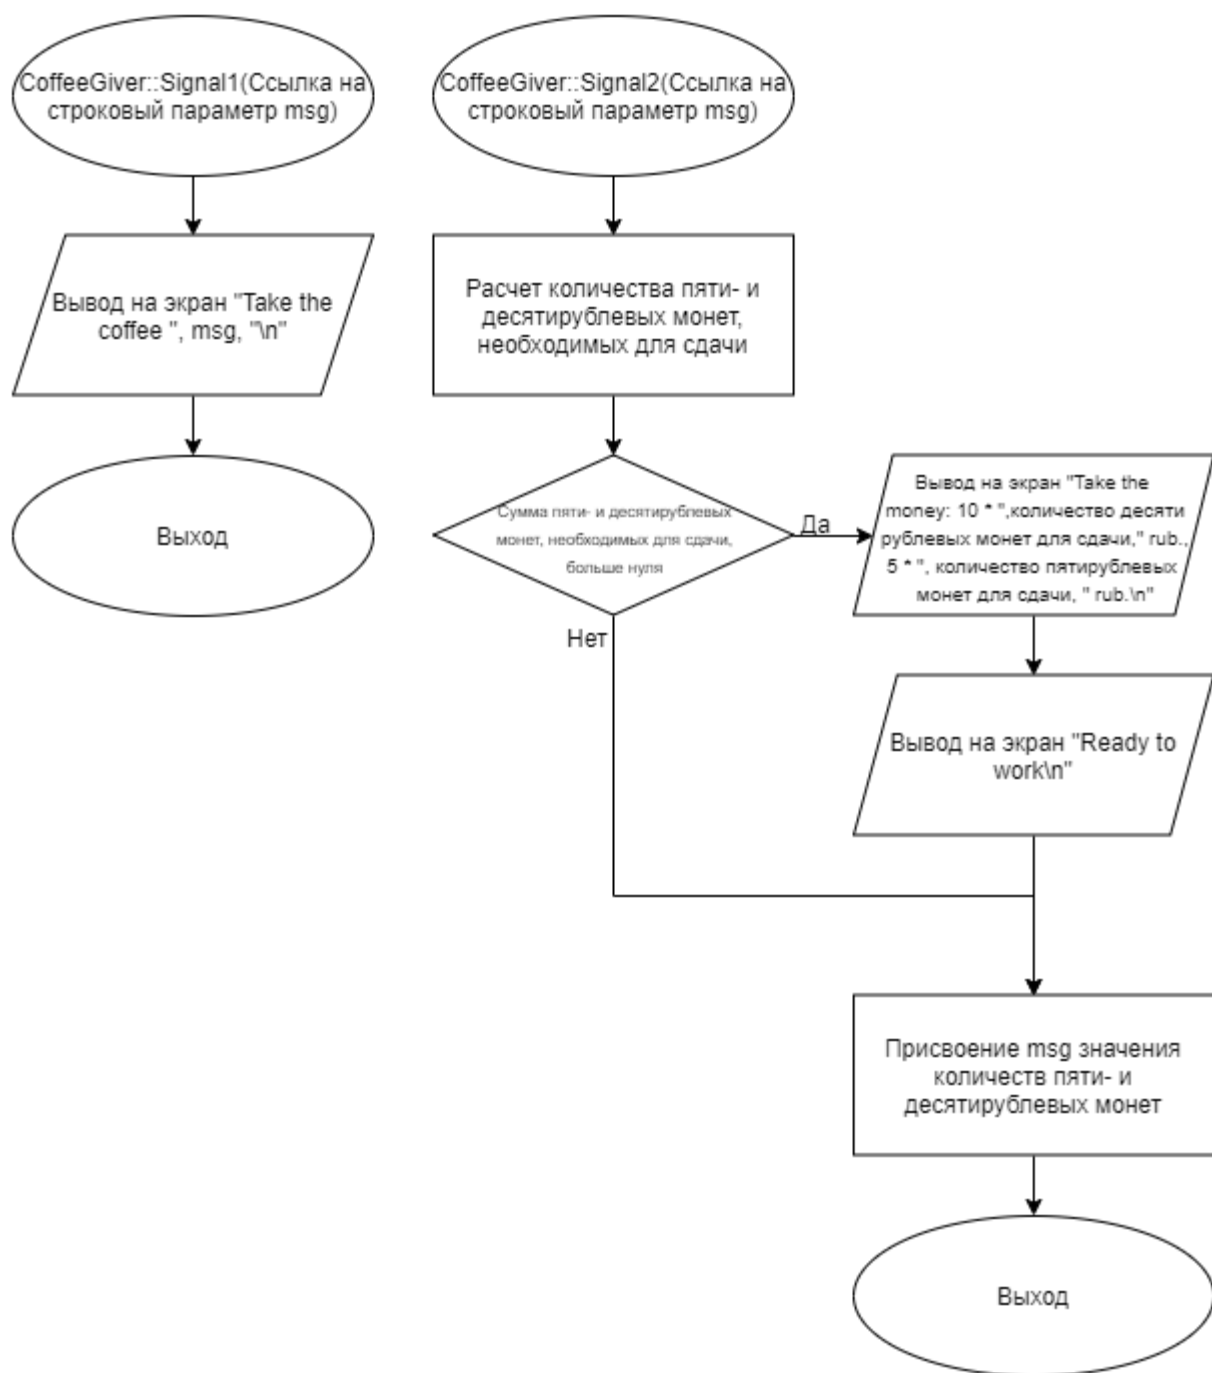 CoffeeGiver::Signal1(Ссылка на
строковый параметр msg)
Вывод на экран "Take the
coffee ", msg, "\n"
Выход
CoffeeGiver::Signal2(Ссылка на
строковый параметр msg)
Расчет количества пяти- и
десятирублевых монет,
необходимых для сдачи
Сумма пяти- и десятирублевых
монет, необходимых для сдачи,
больше нуля
Да
Нет
Вывод на экран "Take the
money: 10 * ",количество десяти
рублевых монет для сдачи," rub.,
5 * ", количество пятирублевых
монет для сдачи, " rub.\n"
Вывод на экран "Ready to
work\n"
Присвоение msg значения
количеств пяти- и
десятирублевых монет
Выход